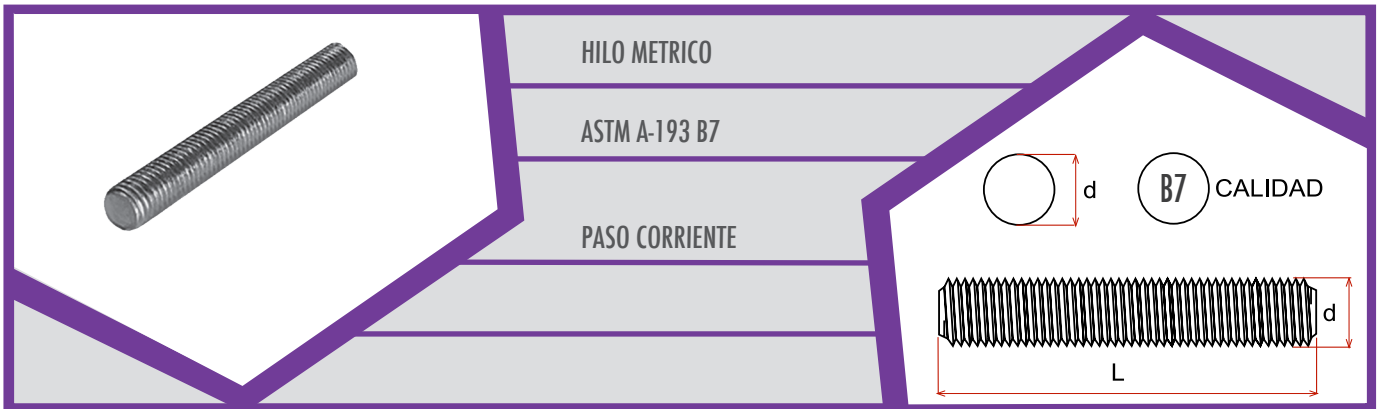 HILO METRICO
ASTM A-193 B7
PASO CORRIENTE
d
B7 CALIDAD
d
L